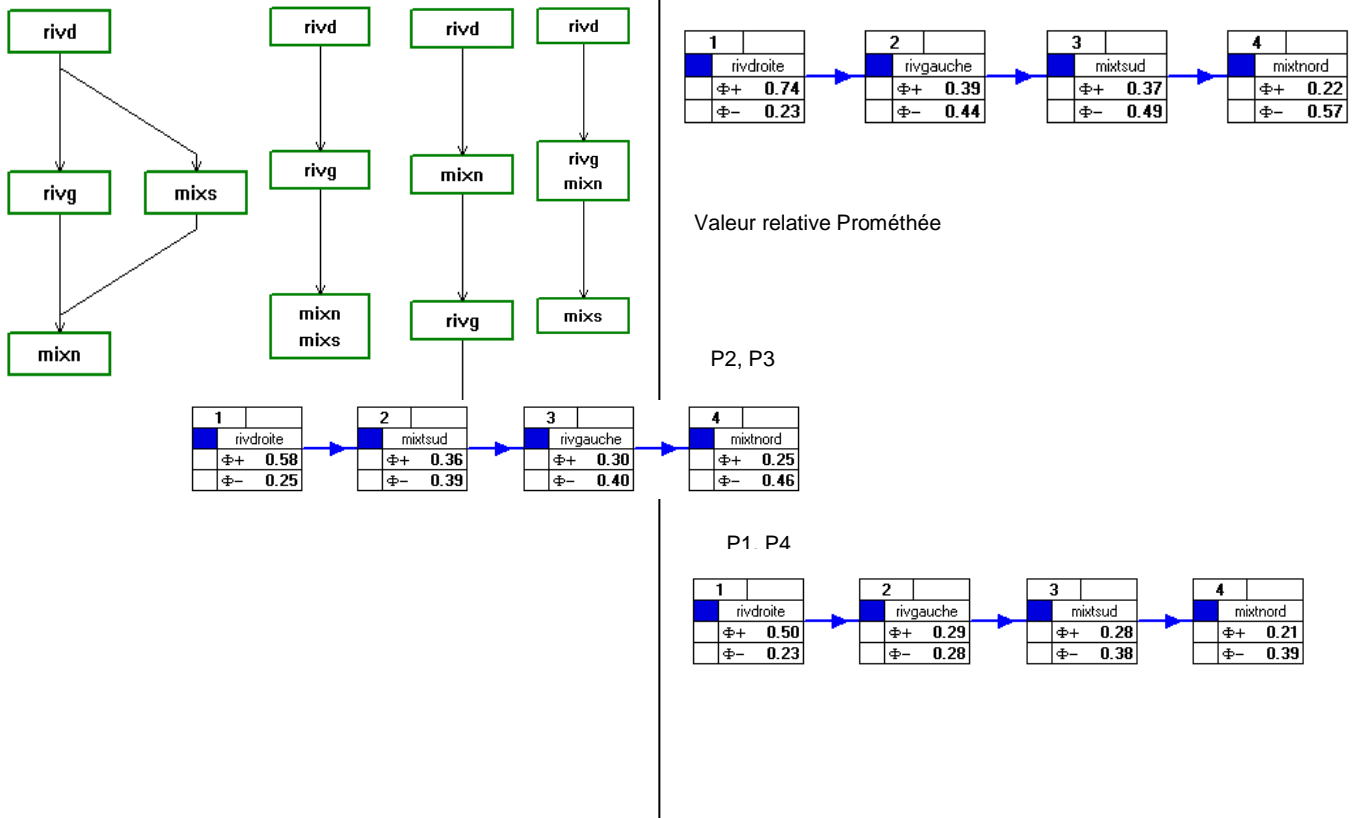 rivd
rivg
mixs
mixn
rivd
rivg
mixn
mixs
rivd
mixn
rivg
rivd
rivg
mixn
mixs
1
rivdroite
Φ+ 0.74
Φ− 0.23
2
rivgauche
Φ+ 0.39
Φ− 0.44
3
mixtsud
Φ+ 0.37
Φ− 0.49
4
mixtnord
Φ+ 0.22
Φ− 0.57
Valeur relative Prométhée
P2, P3
1
rivdroite
Φ+ 0.58
Φ− 0.25
2
mixtsud
Φ+ 0.36
Φ− 0.39
3
rivgauche
Φ+ 0.30
Φ− 0.40
4
mixtnord
Φ+ 0.25
Φ− 0.46
P1, P4
1
rivdroite
Φ+ 0.50
Φ− 0.23
2
rivgauche
Φ+ 0.29
Φ− 0.28
3
mixtsud
Φ+ 0.28
Φ− 0.38
4
mixtnord
Φ+ 0.21
Φ− 0.39